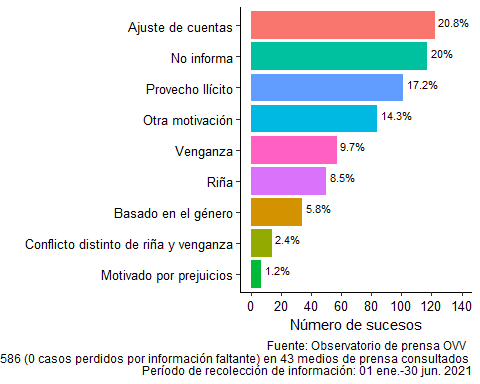 Ajuste de cuentas 20.8%
No informa 20%
Provecho Ilícito 17.2%
Otra motivación 14.3%
Venganza 9.7%
Riña 8.5%
Basado en el género 5.8%
Conflicto distinto de riña y venganza 2.4%
Motivado por prejuicios 1.2%
0 20 40 60 80 100 120 140
Número de sucesos
Fuente: Observatorio de prensa OVV
586 (0 casos perdidos por información faltante) en 43 medios de prensa consultados
Período de recolección de información: 01 ene.-30 jun. 2021